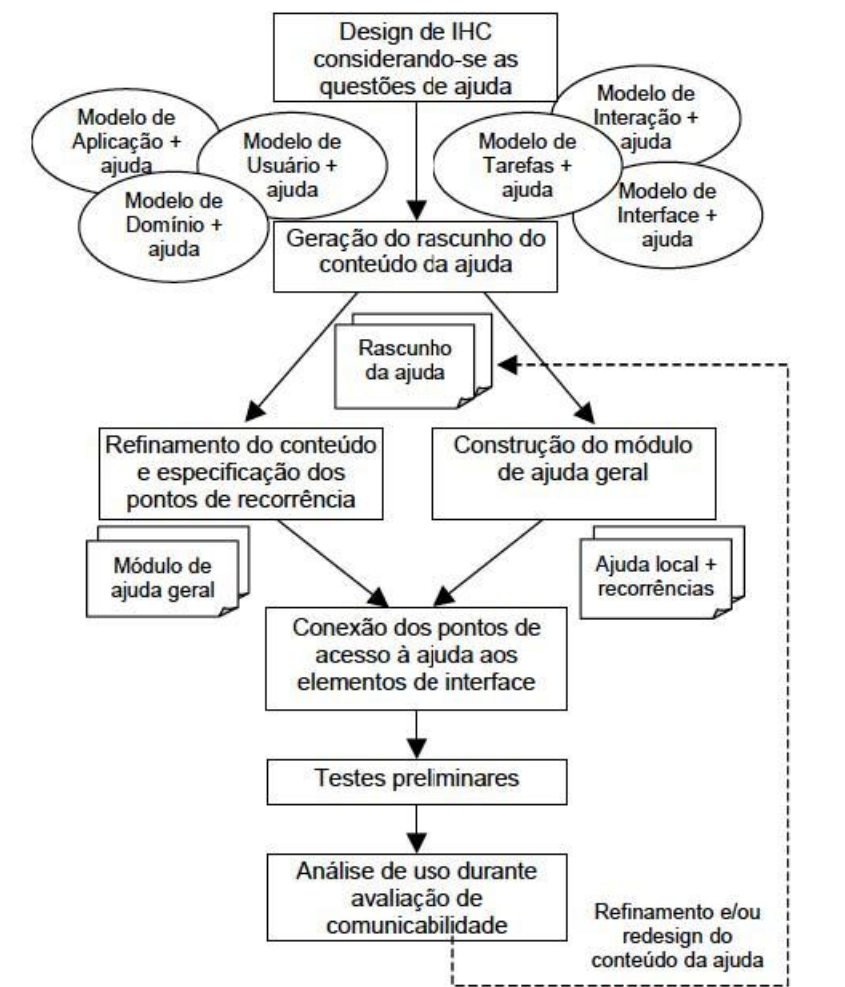 Design de IHC
considerando-se as
questões de ajuda
Modelo de
Aplicação +
ajuda
Modelo de
Usuário +
ajuda
Modelo de
Domínio +
ajuda
Modelo de
Interação +
ajuda
Modelo de
Tarefas +
ajuda
Modelo de
Interface +
ajuda
Geração do rascunho do
conteúdo da ajuda
Rascunho
da ajuda
Refinamento do conteúdo
e especificação dos
pontos de recorrência
Construção do módulo
de ajuda geral
Módulo de
ajuda geral
Ajuda local +
recorrências
Conexão dos pontos de
acesso à ajuda aos
elementos de interface
Testes preliminares
Análise de uso durante
avaliação de
comunicabilidade
Refinamento e/ou
redesign do
conteúdo da ajuda